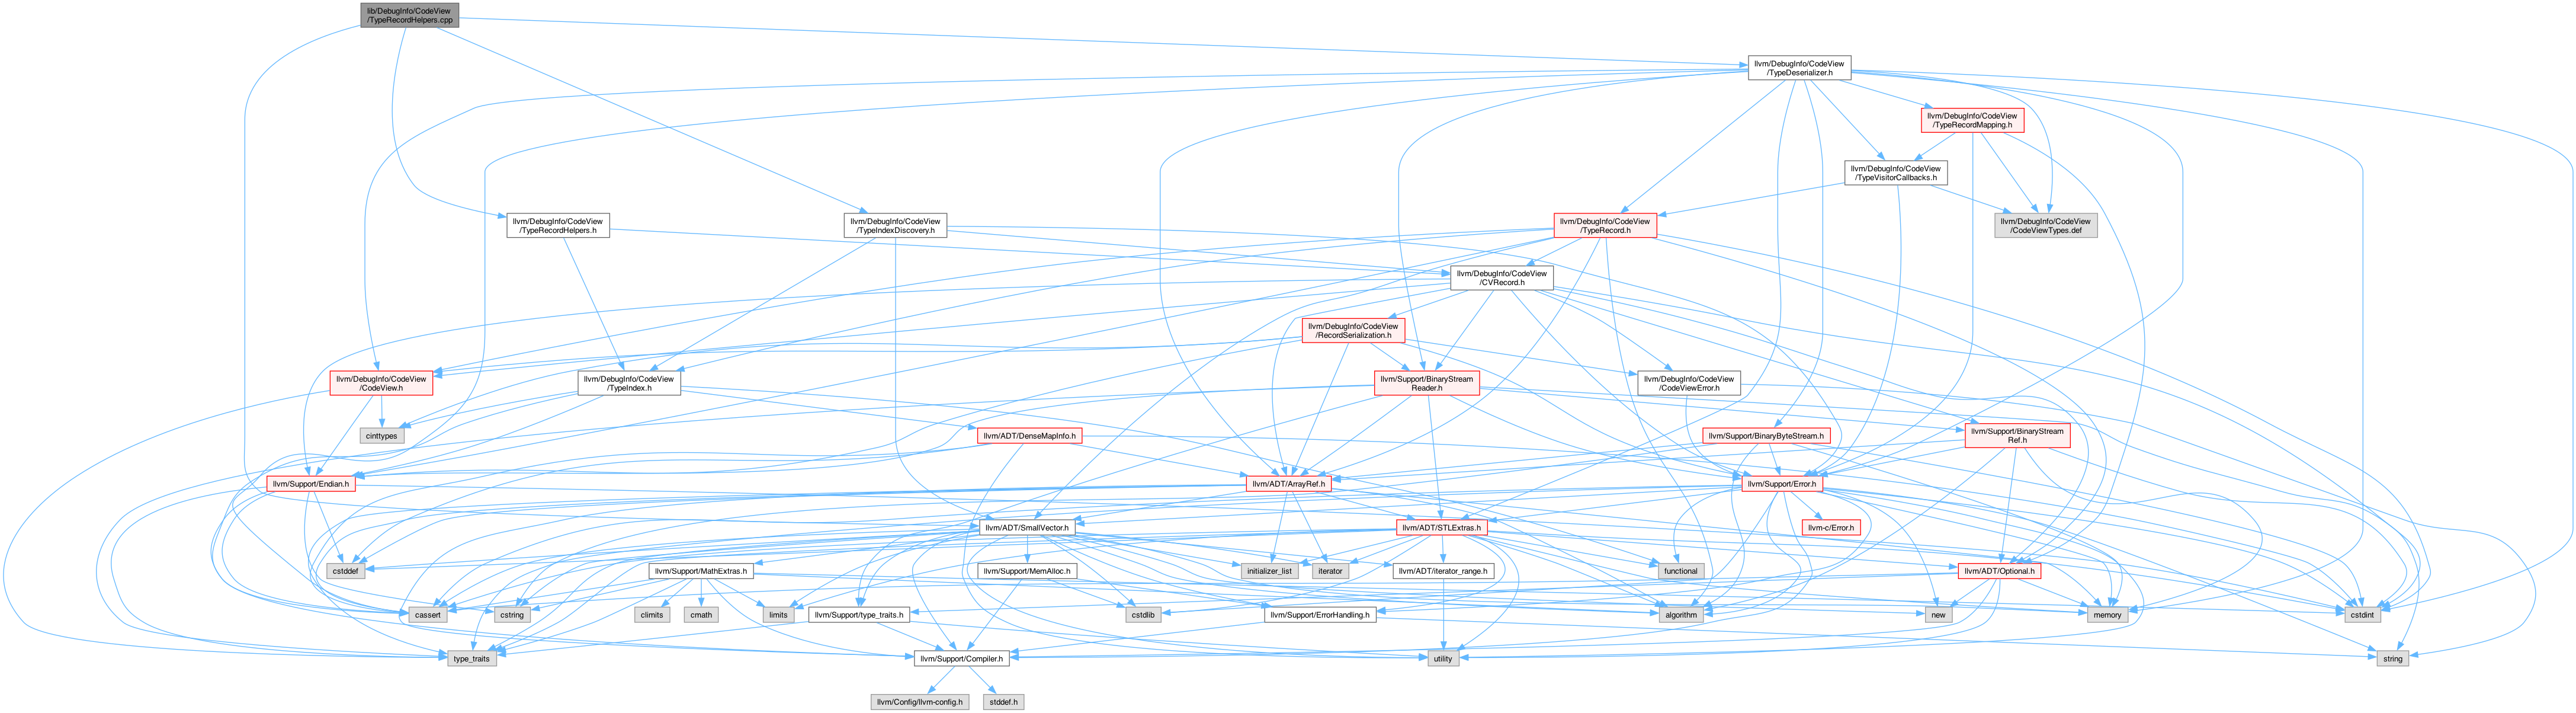 lib/DebugInfo/CodeView
/TypeRecordHelpers.cpp
llvm/DebugInfo/CodeView
/TypeDeserializer.h
llvm/DebugInfo/CodeView
/TypeRecordMapping.h
llvm/DebugInfo/CodeView
/TypeVisitorCallbacks.h
llvm/DebugInfo/CodeView
/TypeRecordHelpers.h
llvm/DebugInfo/CodeView
/TypeIndexDiscovery.h
llvm/DebugInfo/CodeView
/TypeRecord.h
llvm/DebugInfo/CodeView
/CodeViewTypes.def
llvm/DebugInfo/CodeView
/CVRecord.h
llvm/DebugInfo/CodeView
/RecordSerialization.h
llvm/DebugInfo/CodeView
/CodeView.h
llvm/DebugInfo/CodeView
/TypeIndex.h
llvm/Support/BinaryStream
Reader.h
llvm/DebugInfo/CodeView
/CodeViewError.h
cinttypes
llvm/ADT/DenseMapInfo.h
llvm/Support/BinaryByteStream.h
llvm/Support/BinaryStream
Ref.h
llvm/Support/Endian.h
llvm/ADT/ArrayRef.h
llvm/Support/Error.h
llvm/ADT/SmallVector.h
llvm/ADT/STLExtras.h
llvm-c/Error.h
cstddef
llvm/Support/MathExtras.h
llvm/Support/MemAlloc.h
initializer_list
iterator
llvm/ADT/iterator_range.h
functional
llvm/ADT/Optional.h
cassert
cstring
climits
cmath
limits
llvm/Support/type_traits.h
cstdlib
llvm/Support/ErrorHandling.h
algorithm
new
memory
cstdint
type_traits
llvm/Support/Compiler.h
utility
string
llvm/Config/llvm-config.h
stddef.h